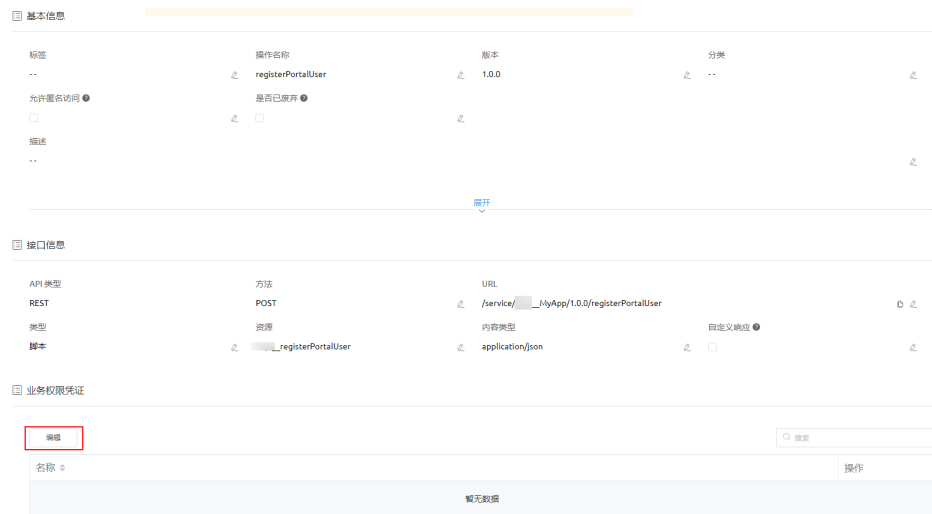 基本信息
标签 操作名称 版本 分类
-- registerPortalUser 1.0.0 --
允许匿名访问 是否已废弃
描述
--
展开
接口信息
API 类型 方法 URL
REST POST /service/ __MyApp/1.0.0/registerPortalUser
类型 资源 内容类型 自定义响应
脚本 __registerPortalUser application/json
业务权限凭证
编辑 搜索
名称 操作
暂无数据